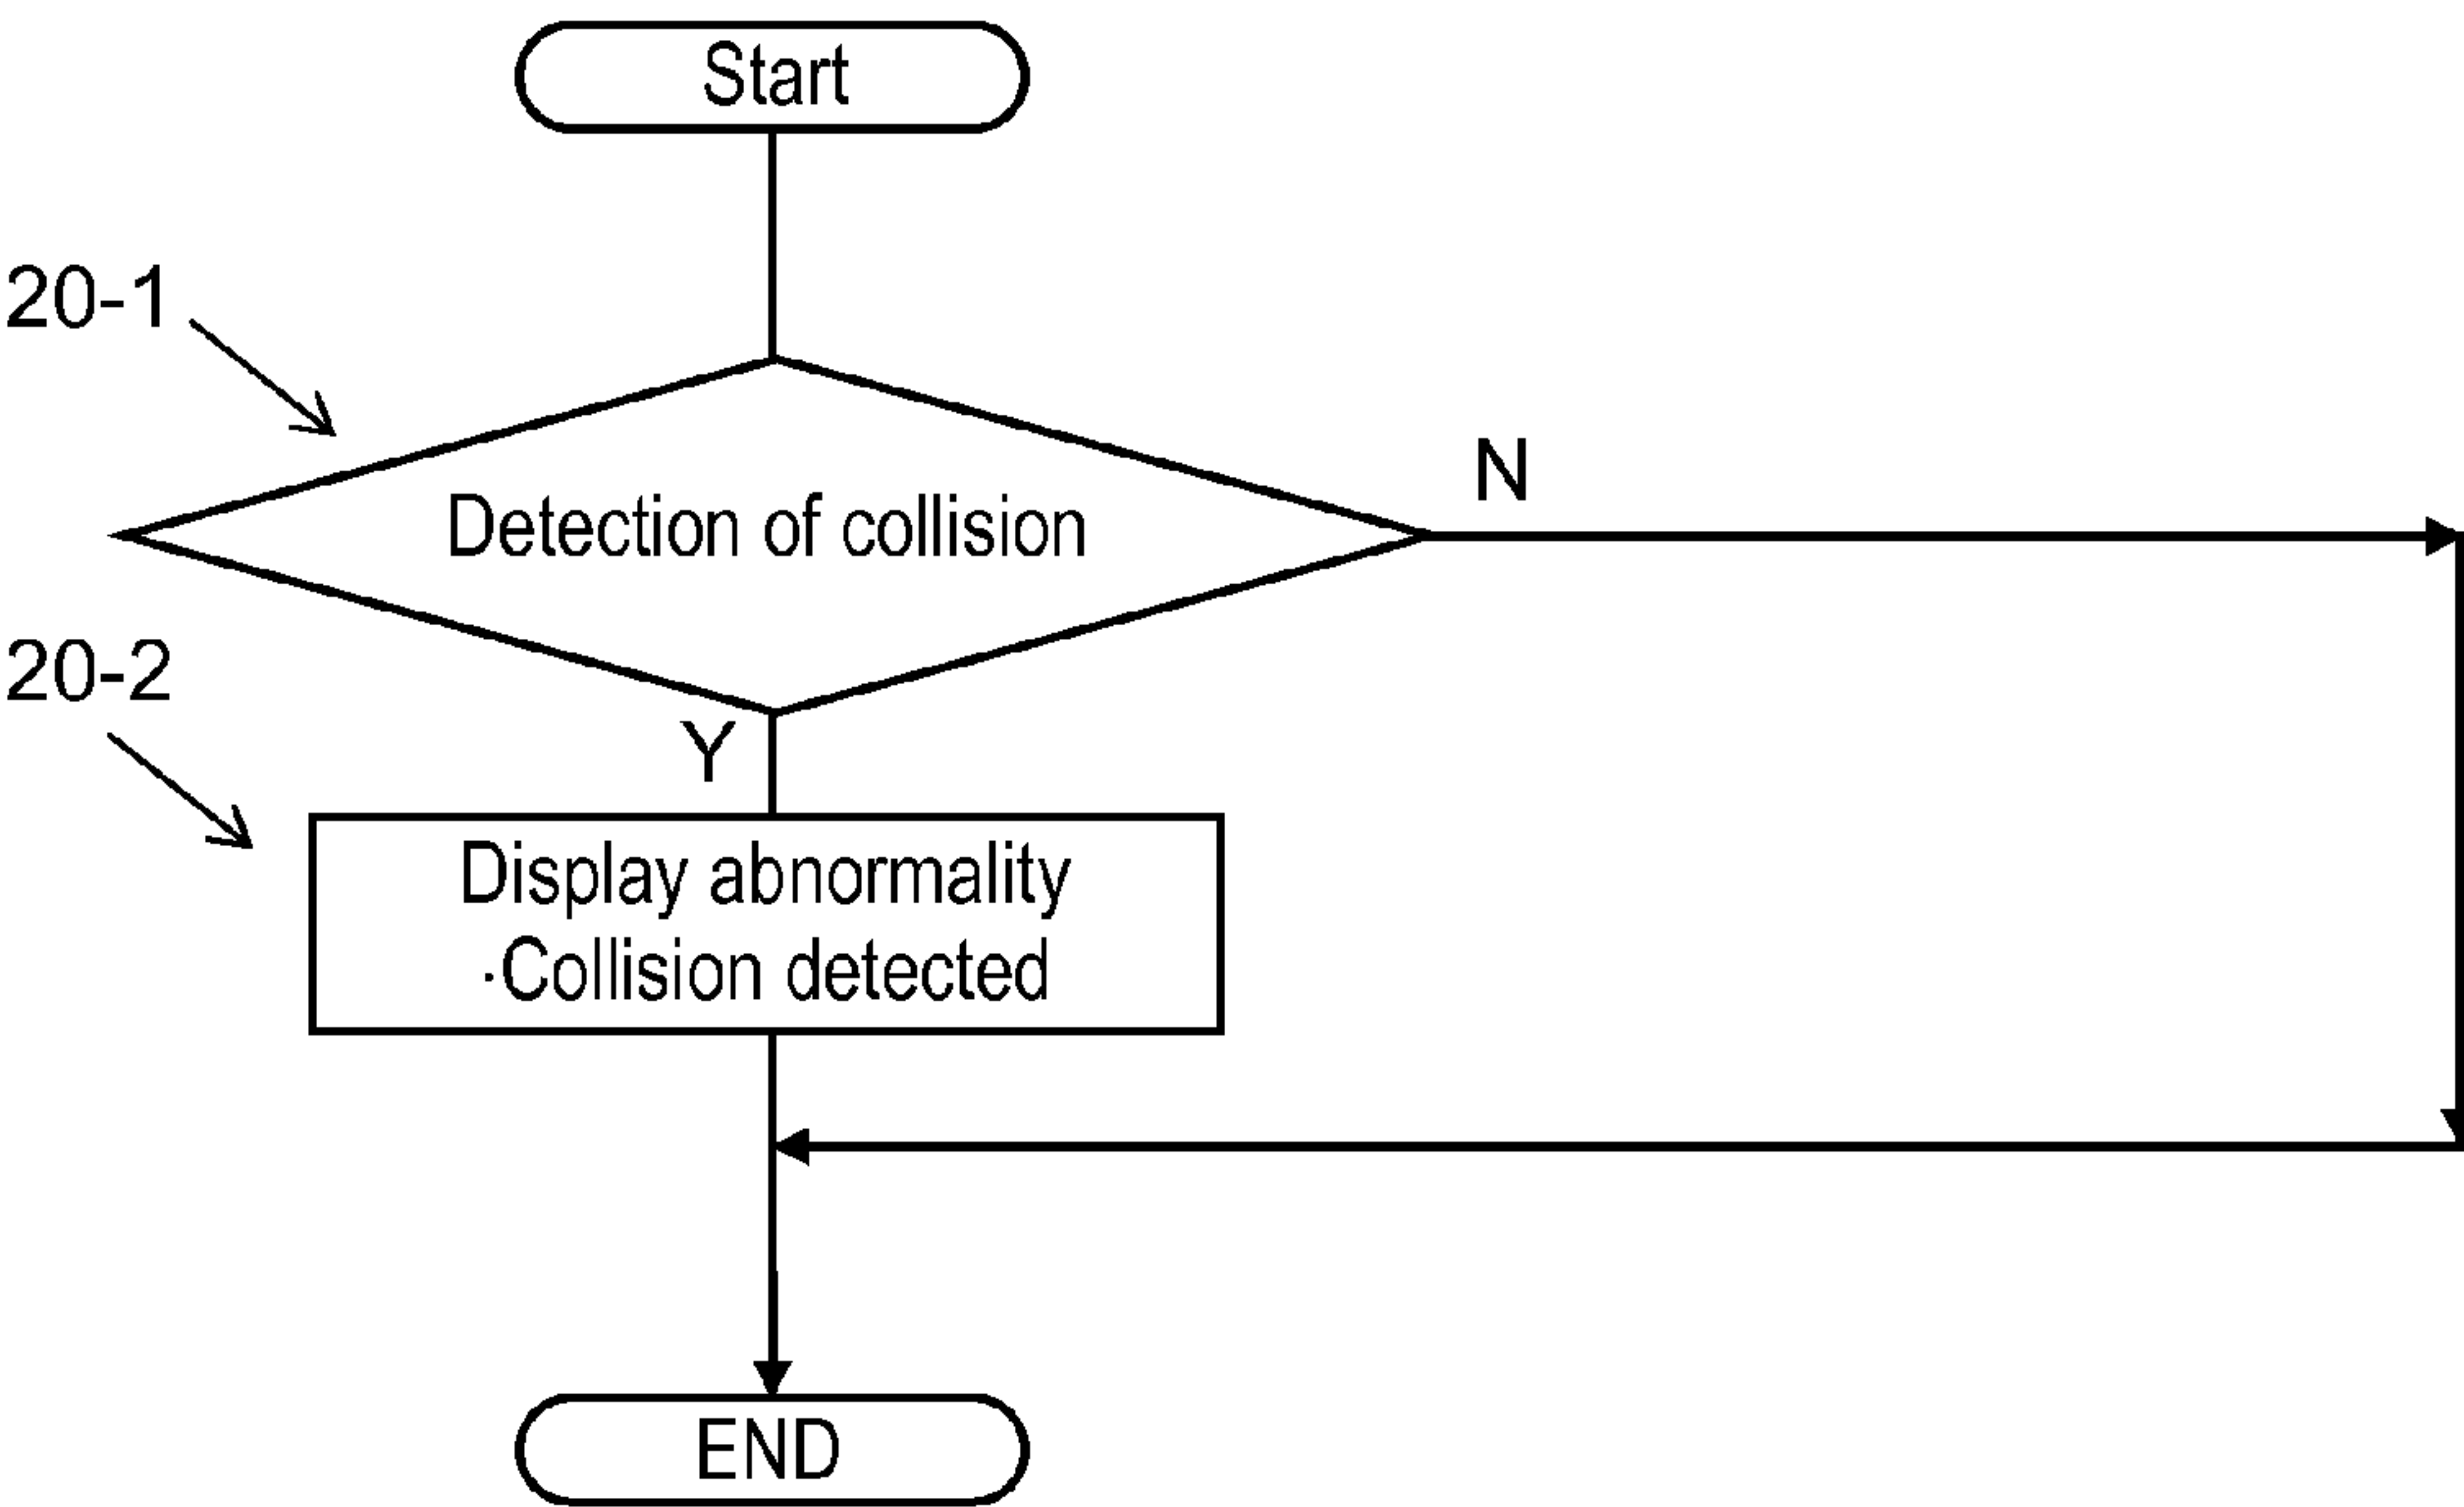 Start
20-1
N
Detection of collision
20-2
Y
Display abnormality
·Collision detected
END